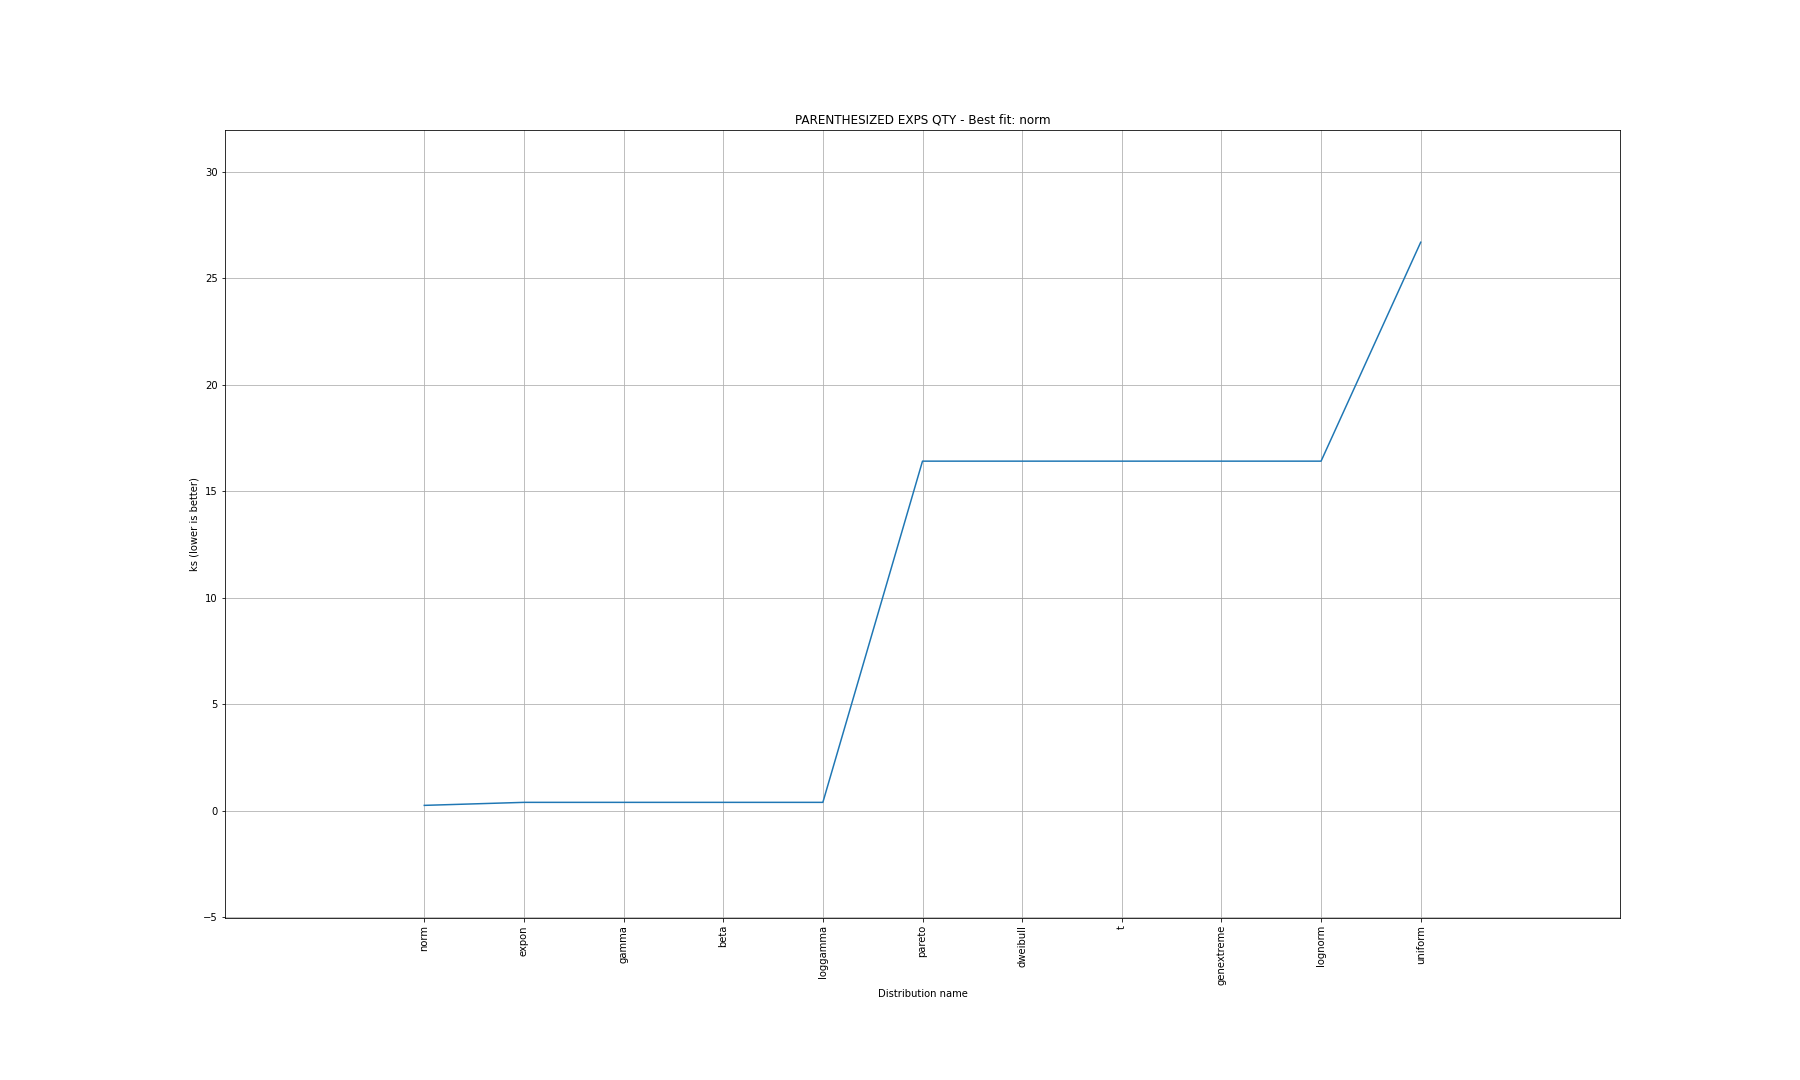 PARENTHESIZED EXPS QTY - Best fit: norm
30
25
20
15
10
5
0
−5
ks (lower is better)
norm
expon
gamma
beta
loggamma
pareto
dweibull
t
genextreme
lognorm
uniform
Distribution name